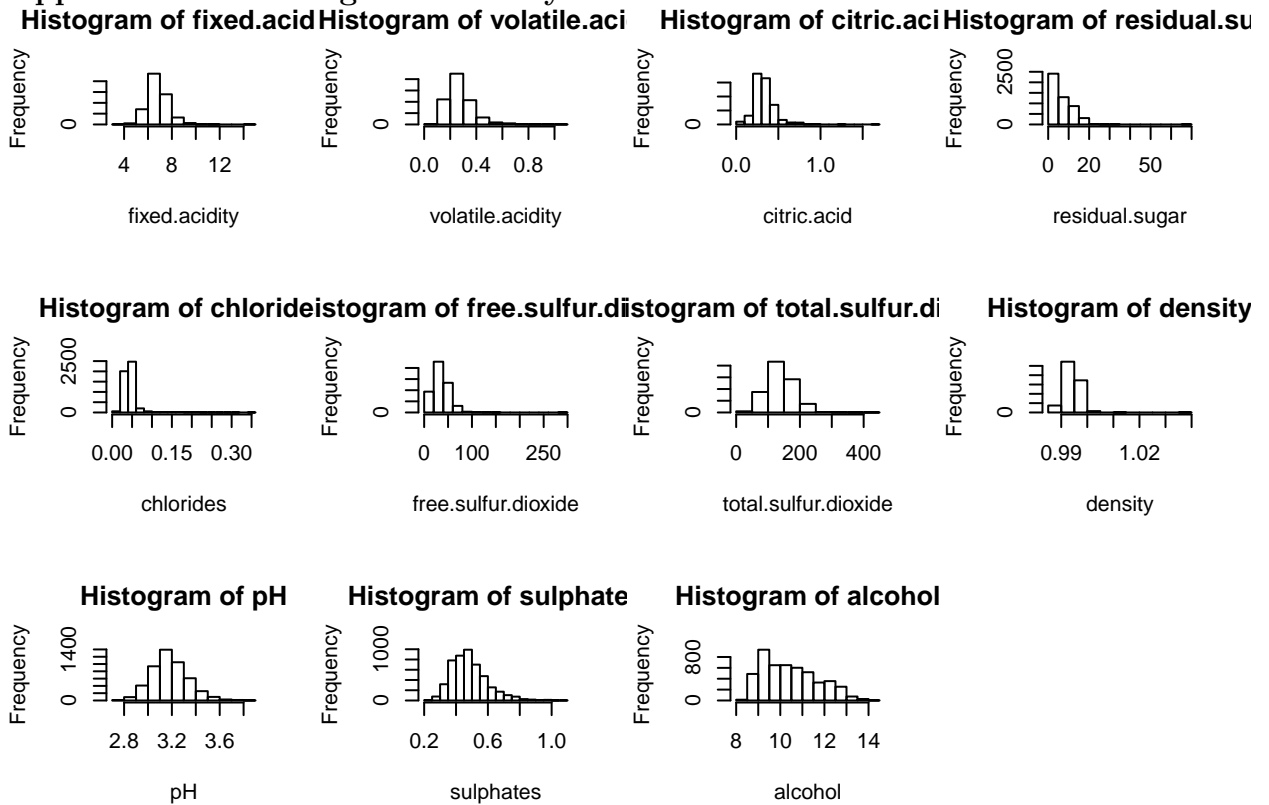 Histogram of fixed.acid
Histogram of volatile.aci
Histogram of citric.aci
Histogram of residual.su
Frequency
0
4 8 12
fixed.acidity
Frequency
0
0.0 0.4 0.8
volatile.acidity
Frequency
0
0.0 1.0
citric.acid
Frequency
0 2500
0 20 50
residual.sugar
Histogram of chloride
istogram of free.sulfur.di
istogram of total.sulfur.di
Histogram of density
Frequency
0 2500
0.00 0.15 0.30
chlorides
Frequency
0
0 100 250
free.sulfur.dioxide
Frequency
0
0 200 400
total.sulfur.dioxide
Frequency
0
0.99 1.02
density
Histogram of pH
Histogram of sulphate
Histogram of alcohol
Frequency
0 1400
2.8 3.2 3.6
pH
Frequency
0 1000
0.2 0.6 1.0
sulphates
Frequency
0 800
8 10 12 14
alcohol